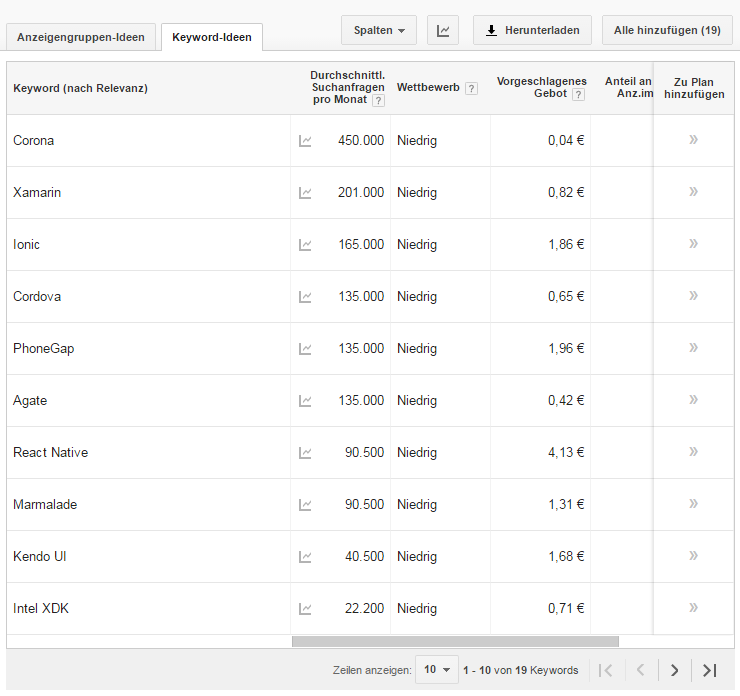 Anzeigengruppen-Ideen Keyword-Ideen Spalten Herunterladen Alle hinzufügen (19)
Keyword (nach Relevanz)
Durchschnittl.
Suchanfragen
pro Monat ?
Wettbewerb ?
Vorgeschlagenes
Gebot ?
Anteil an
Anz.im
Zu Plan
hinzufügen
Corona 450.000 Niedrig 0,04 € »
Xamarin 201.000 Niedrig 0,82 € »
Ionic 165.000 Niedrig 1,86 € »
Cordova 135.000 Niedrig 0,65 € »
PhoneGap 135.000 Niedrig 1,96 € »
Agate 135.000 Niedrig 0,42 € »
React Native 90.500 Niedrig 4,13 € »
Marmalade 90.500 Niedrig 1,31 € »
Kendo UI 40.500 Niedrig 1,68 € »
Intel XDK 22.200 Niedrig 0,71 € »
Zeilen anzeigen: 10 1 - 10 von 19 Keywords